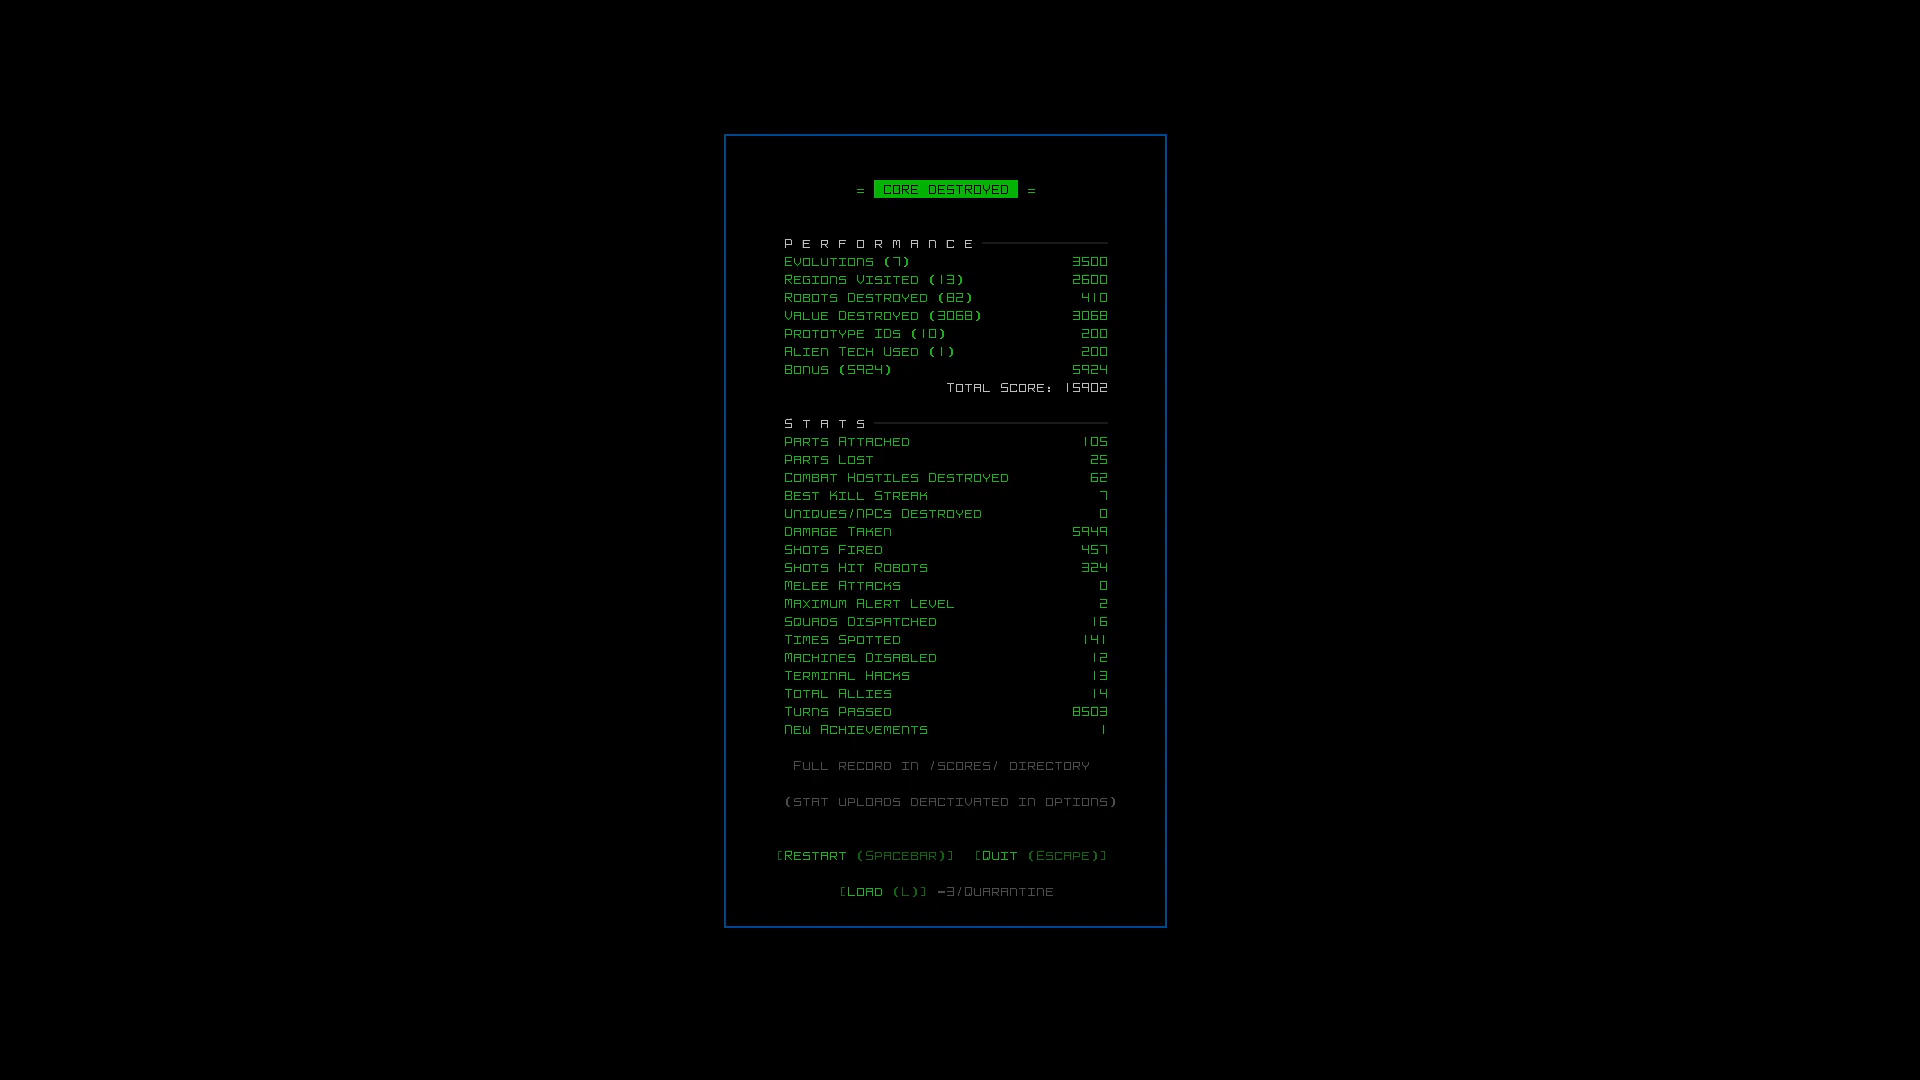 = CORE DESTROYED =
PERFORMANCE
EVOLUTIONS (7) 3500
REGIONS VISITED (13) 2600
ROBOTS DESTROYED (82) 410
VALUE DESTROYED (3068) 3068
PROTOTYPE IDS (10) 200
ALIEN TECH USED (1) 200
BONUS (5924) 5924
TOTAL SCORE: 15902
STATS
PARTS ATTACHED 105
PARTS LOST 25
COMBAT HOSTILES DESTROYED 62
BEST KILL STREAK 7
UNIQUES/NPCS DESTROYED 0
DAMAGE TAKEN 5949
SHOTS FIRED 457
SHOTS HIT ROBOTS 324
MELEE ATTACKS 0
MAXIMUM ALERT LEVEL 2
SQUADS DISPATCHED 16
TIMES SPOTTED 141
MACHINES DISABLED 12
TERMINAL HACKS 13
TOTAL ALLIES 14
TURNS PASSED 8503
NEW ACHIEVEMENTS 1
FULL RECORD IN /SCORES/ DIRECTORY
(STAT UPLOADS DEACTIVATED IN OPTIONS)
[RESTART (SPACEBAR)] [QUIT (ESCAPE)]
[LOAD (L)] -3/QUARANTINE